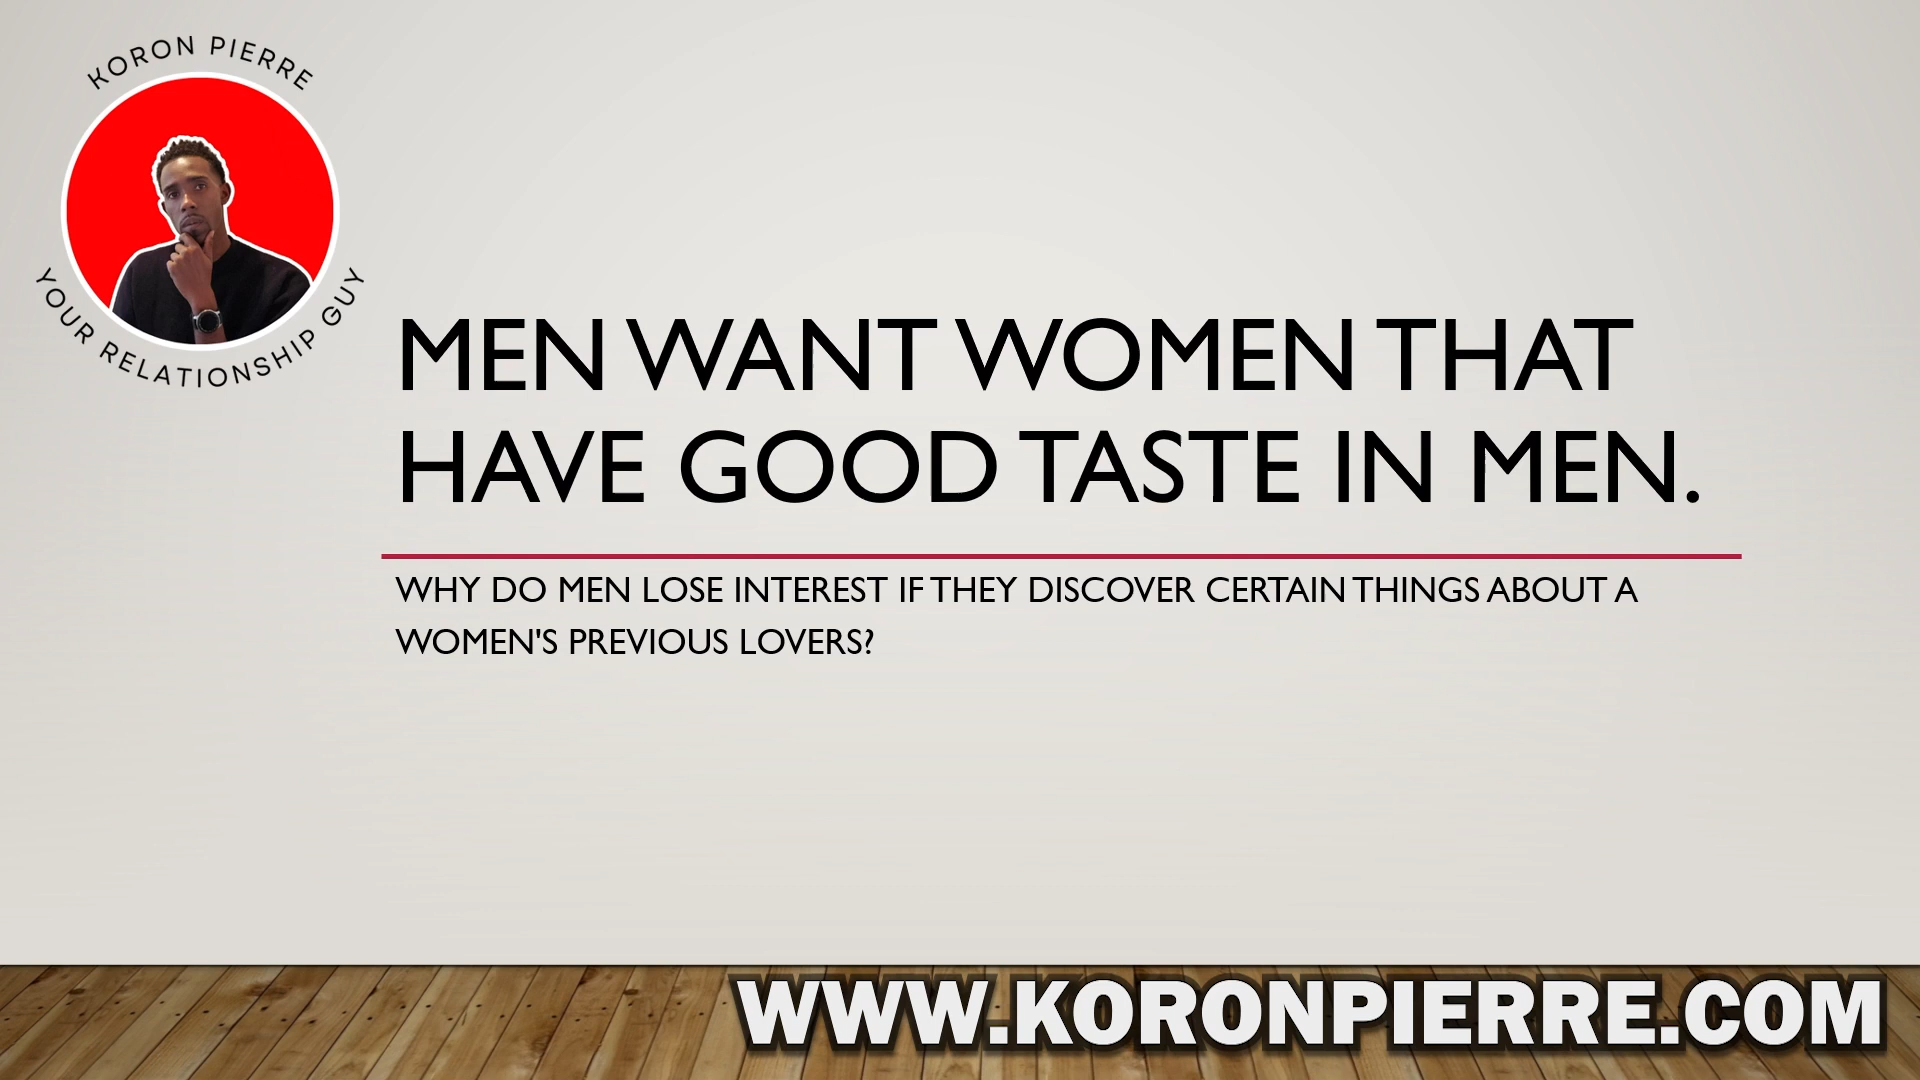 KORON PIERRE
YOUR RELATIONSHIP GUY
MEN WANT WOMEN THAT
HAVE GOOD TASTE IN MEN.
WHY DO MEN LOSE INTEREST IF THEY DISCOVER CERTAIN THINGS ABOUT A
WOMEN'S PREVIOUS LOVERS?
WWW.KORONPIERRE.COM